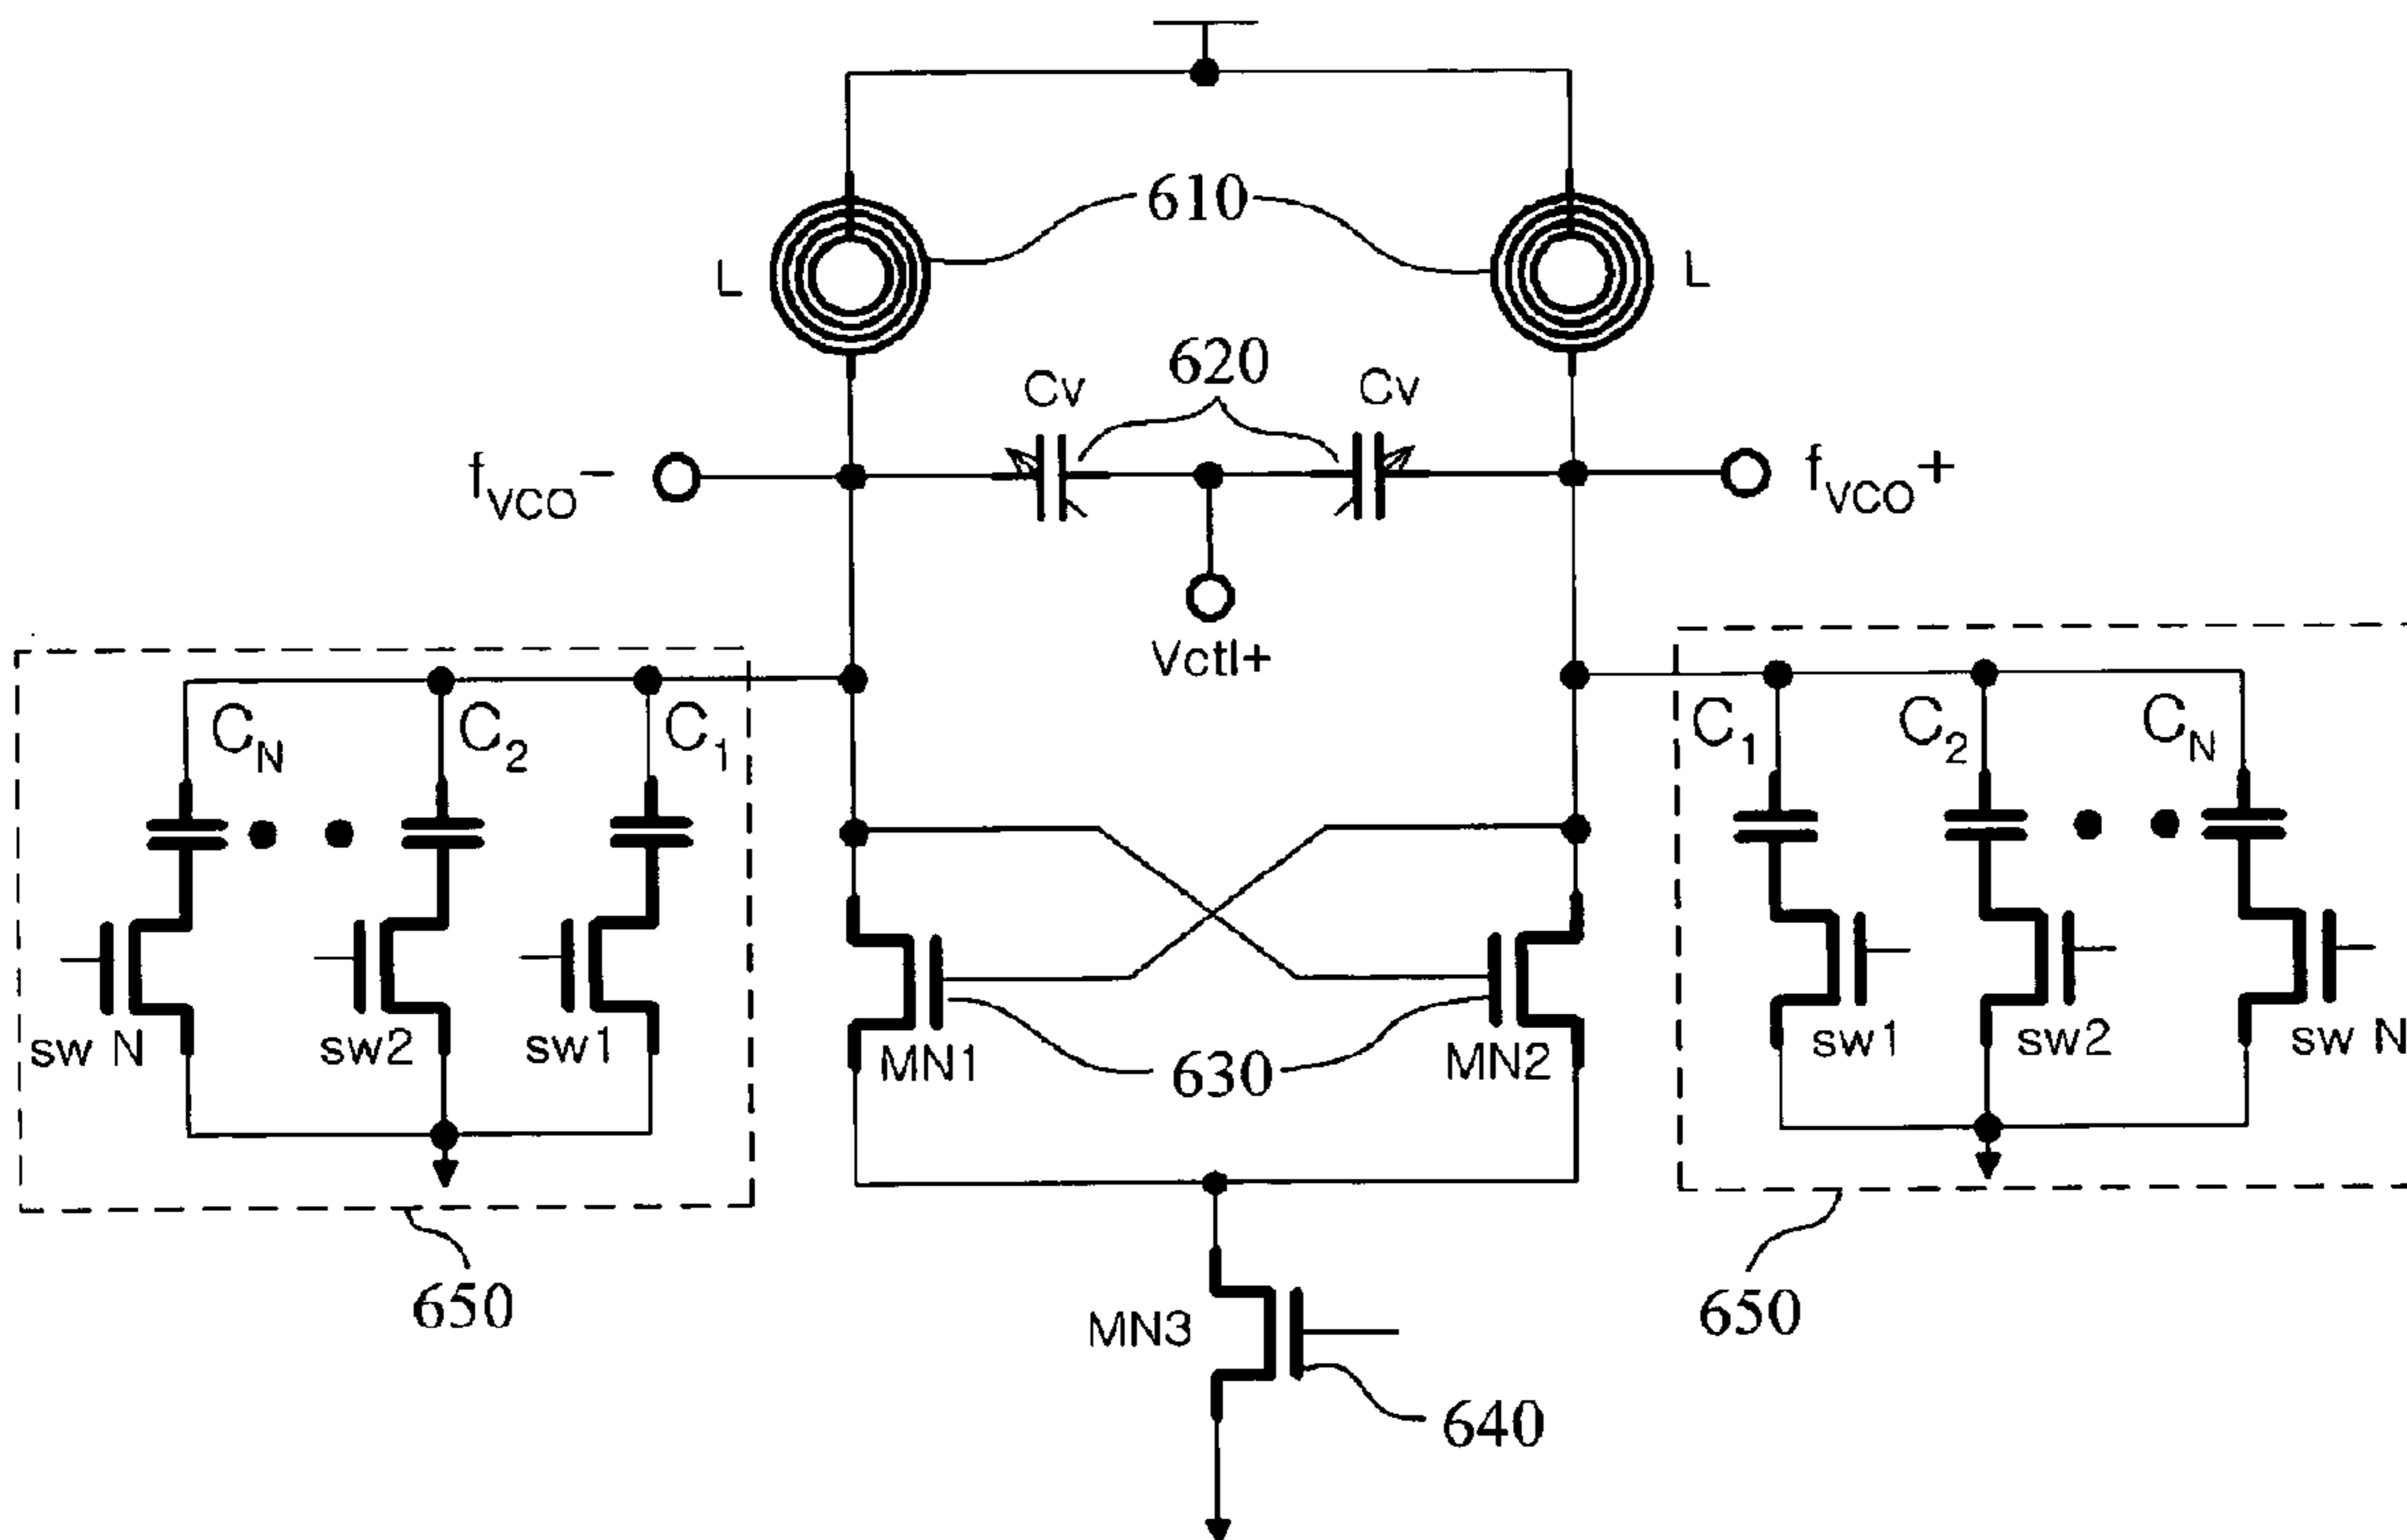 610
L
L
620
Cv
Cv
fVCO−
fVCO+
Vctl+
CN
C2
C1
C1
C2
CN
sw N
sw2
sw1
MN1
630
MN2
sw1
sw2
sw N
650
MN3
650
640